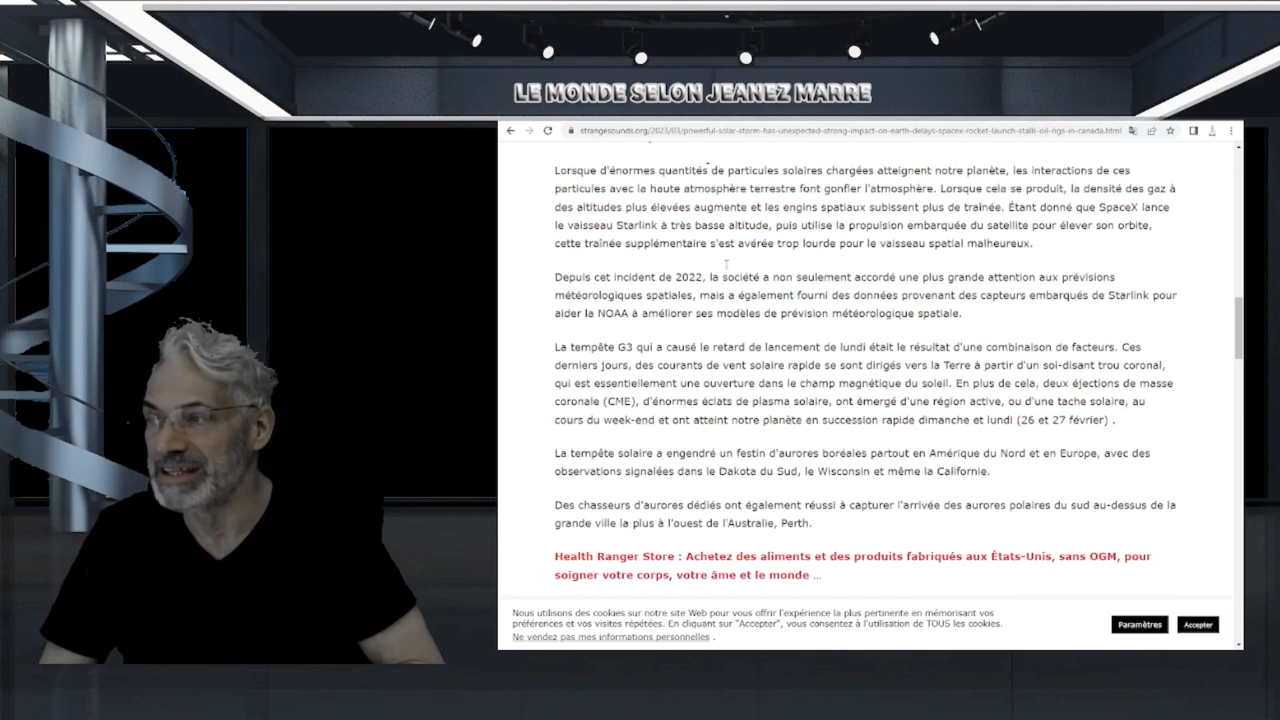 LE MONDE SELON JEANEZ MARRE
strangesounds.org/2023/03/powerful-solar-storm-has-unexpected-strong-impact-on-earth-delays-spacex-rocket-launch-stalls-oil-rigs-in-canada.html
Lorsque d'énormes quantités de particules solaires chargées atteignent notre planète, les interactions de ces
particules avec la haute atmosphère terrestre font gonfler l'atmosphère. Lorsque cela se produit, la densité des gaz à
des altitudes plus élevées augmente et les engins spatiaux subissent plus de traînée. Étant donné que SpaceX lance
le vaisseau Starlink à très basse altitude, puis utilise la propulsion embarquée du satellite pour élever son orbite,
cette traînée supplémentaire s'est avérée trop lourde pour le vaisseau spatial malheureux.
Depuis cet incident de 2022, la société a non seulement accordé une plus grande attention aux prévisions
météorologiques spatiales, mais a également fourni des données provenant des capteurs embarqués de Starlink pour
aider la NOAA à améliorer ses modèles de prévision météorologique spatiale.
La tempête G3 qui a causé le retard de lancement de lundi était le résultat d'une combinaison de facteurs. Ces
derniers jours, des courants de vent solaire rapide se sont dirigés vers la Terre à partir d'un soi-disant trou coronal,
qui est essentiellement une ouverture dans le champ magnétique du soleil. En plus de cela, deux éjections de masse
coronale (CME), d'énormes éclats de plasma solaire, ont émergé d'une région active, ou d'une tache solaire, au
cours du week-end et ont atteint notre planète en succession rapide dimanche et lundi (26 et 27 février) .
La tempête solaire a engendré un festin d'aurores boréales partout en Amérique du Nord et en Europe, avec des
observations signalées dans le Dakota du Sud, le Wisconsin et même la Californie.
Des chasseurs d'aurores dédiés ont également réussi à capturer l'arrivée des aurores polaires du sud au-dessus de la
grande ville la plus à l'ouest de l'Australie, Perth.
Health Ranger Store : Achetez des aliments et des produits fabriqués aux États-Unis, sans OGM, pour
soigner votre corps, votre âme et le monde ...
Nous utilisons des cookies sur notre site Web pour vous offrir l'expérience la plus pertinente en mémorisant vos
préférences et vos visites répétées. En cliquant sur "Accepter", vous consentez à l'utilisation de TOUS les cookies.
Ne vendez pas mes informations personnelles .
Paramètres
Accepter